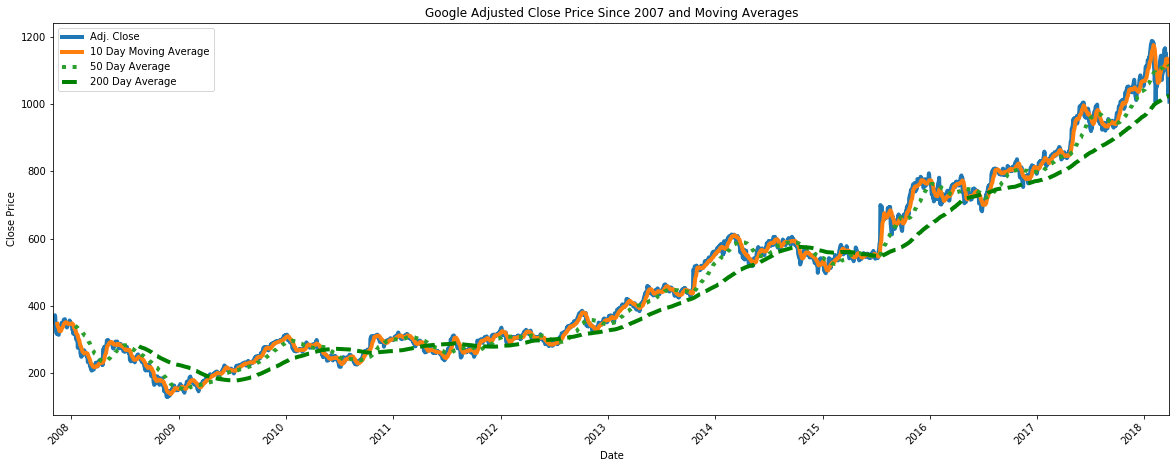 Google Adjusted Close Price Since 2007 and Moving Averages
Adj. Close
10 Day Moving Average
50 Day Average
200 Day Average
1200
1000
800
600
400
200
Close Price
2008
2009
2010
2011
2012
2013
2014
2015
2016
2017
2018
Date